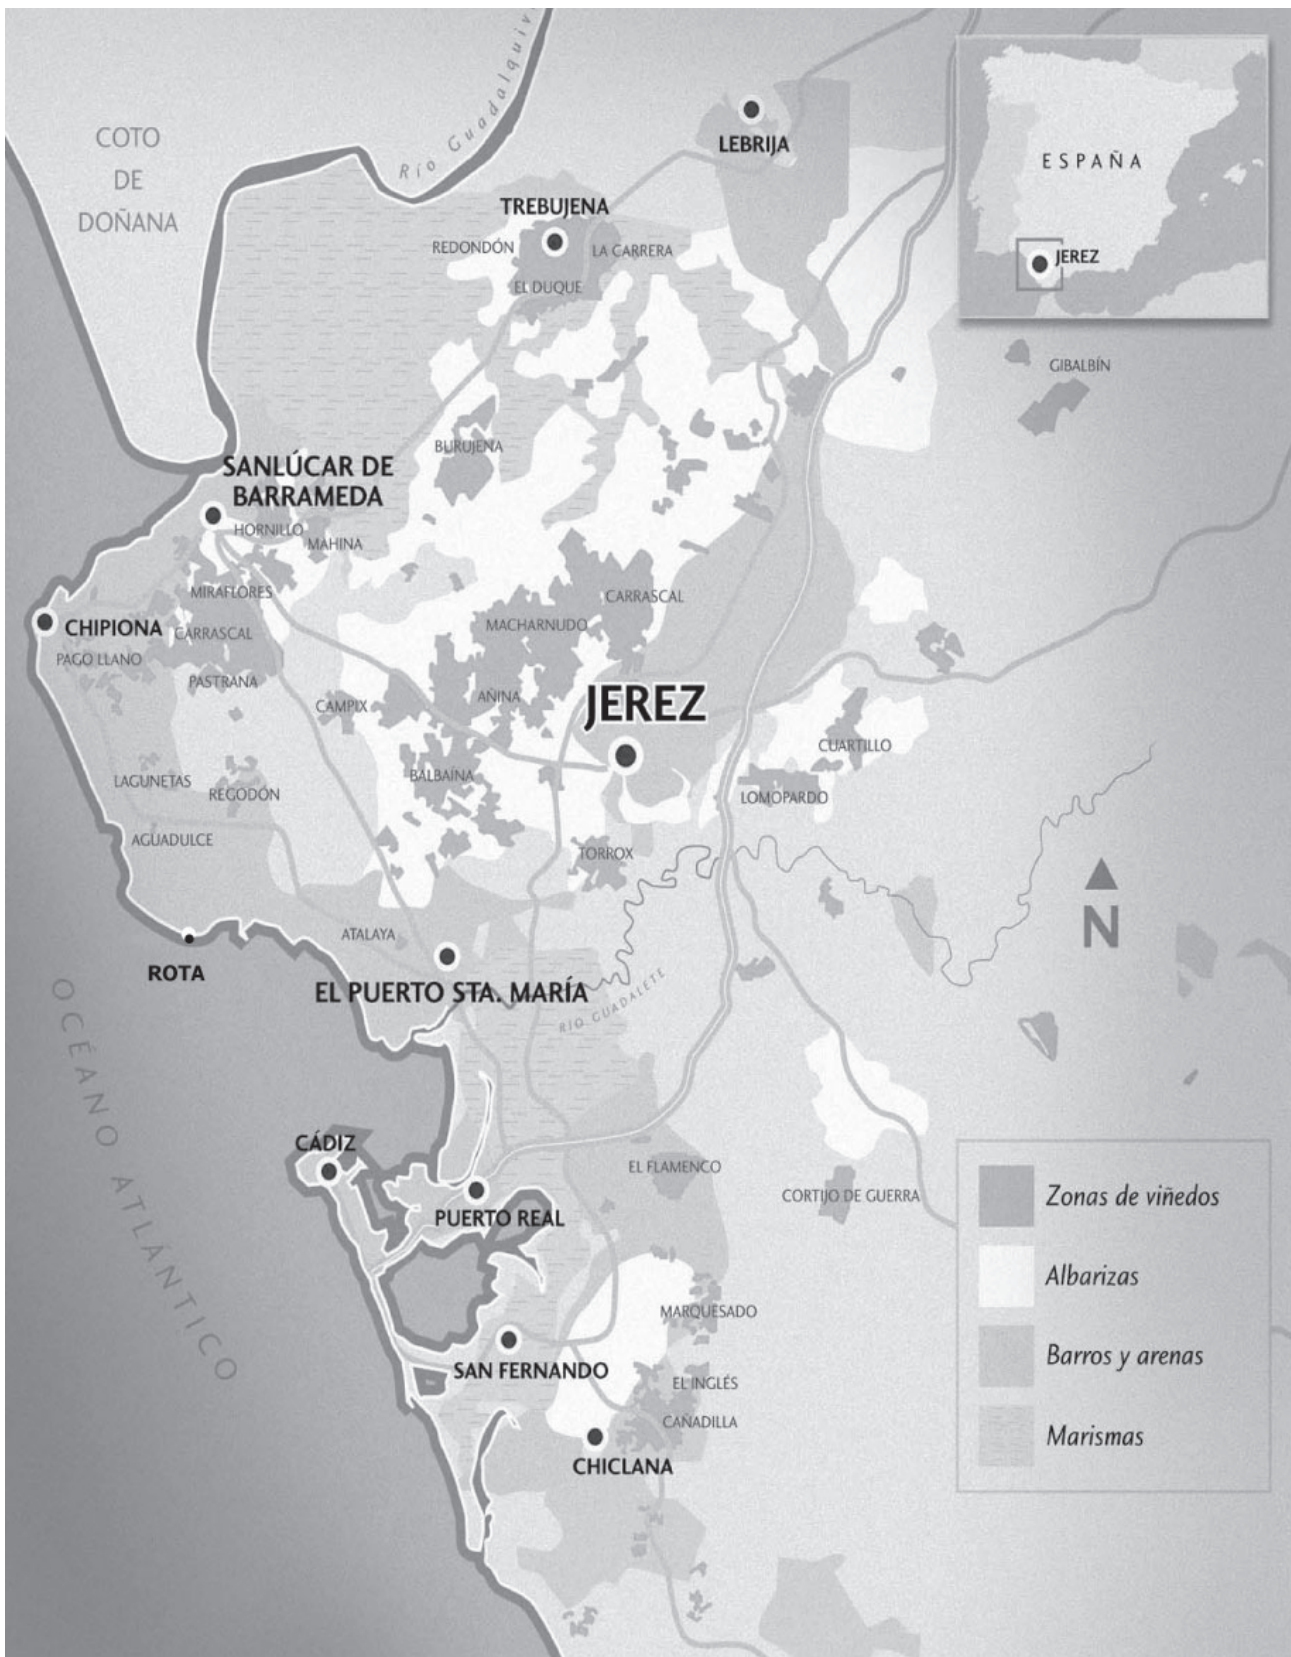 COTO
DE
DOÑANA
Río Guadalquivir
LEBRIJA
ESPAÑA
JEREZ
TREBUJENA
REDONDÓN
LA CARRERA
EL DUQUE
GIBALBÍN
BURUJENA
SANLÚCAR DE
BARRAMEDA
HORNILLO
MAHINA
MIRAFLORES
CARRASCAL
MACHARNUDO
CHIPIONA
CARRASCAL
PAGO LLANO
PASTRANA
CAMPIX
AÑINA
JEREZ
CUARTILLO
LAGUNETAS
REGODÓN
BALBAÍNA
LOMOPARDO
AGUADULCE
TORROX
N
ATALAYA
ROTA
EL PUERTO STA. MARÍA
RÍO GUADALETE
OCÉANO ATLÁNTICO
CÁDIZ
EL FLAMENCO
CORTIJO DE GUERRA
PUERTO REAL
Zonas de viñedos
Albarizas
Barros y arenas
Marismas
MARQUESADO
SAN FERNANDO
EL INGLÉS
CAÑADILLA
CHICLANA